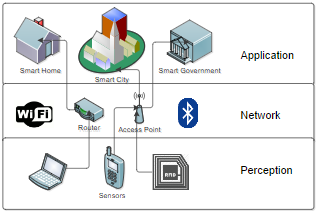 Smart Home
Smart City
Smart Government
Application
WiFi
Router
Access Point
Network
Sensors
Perception